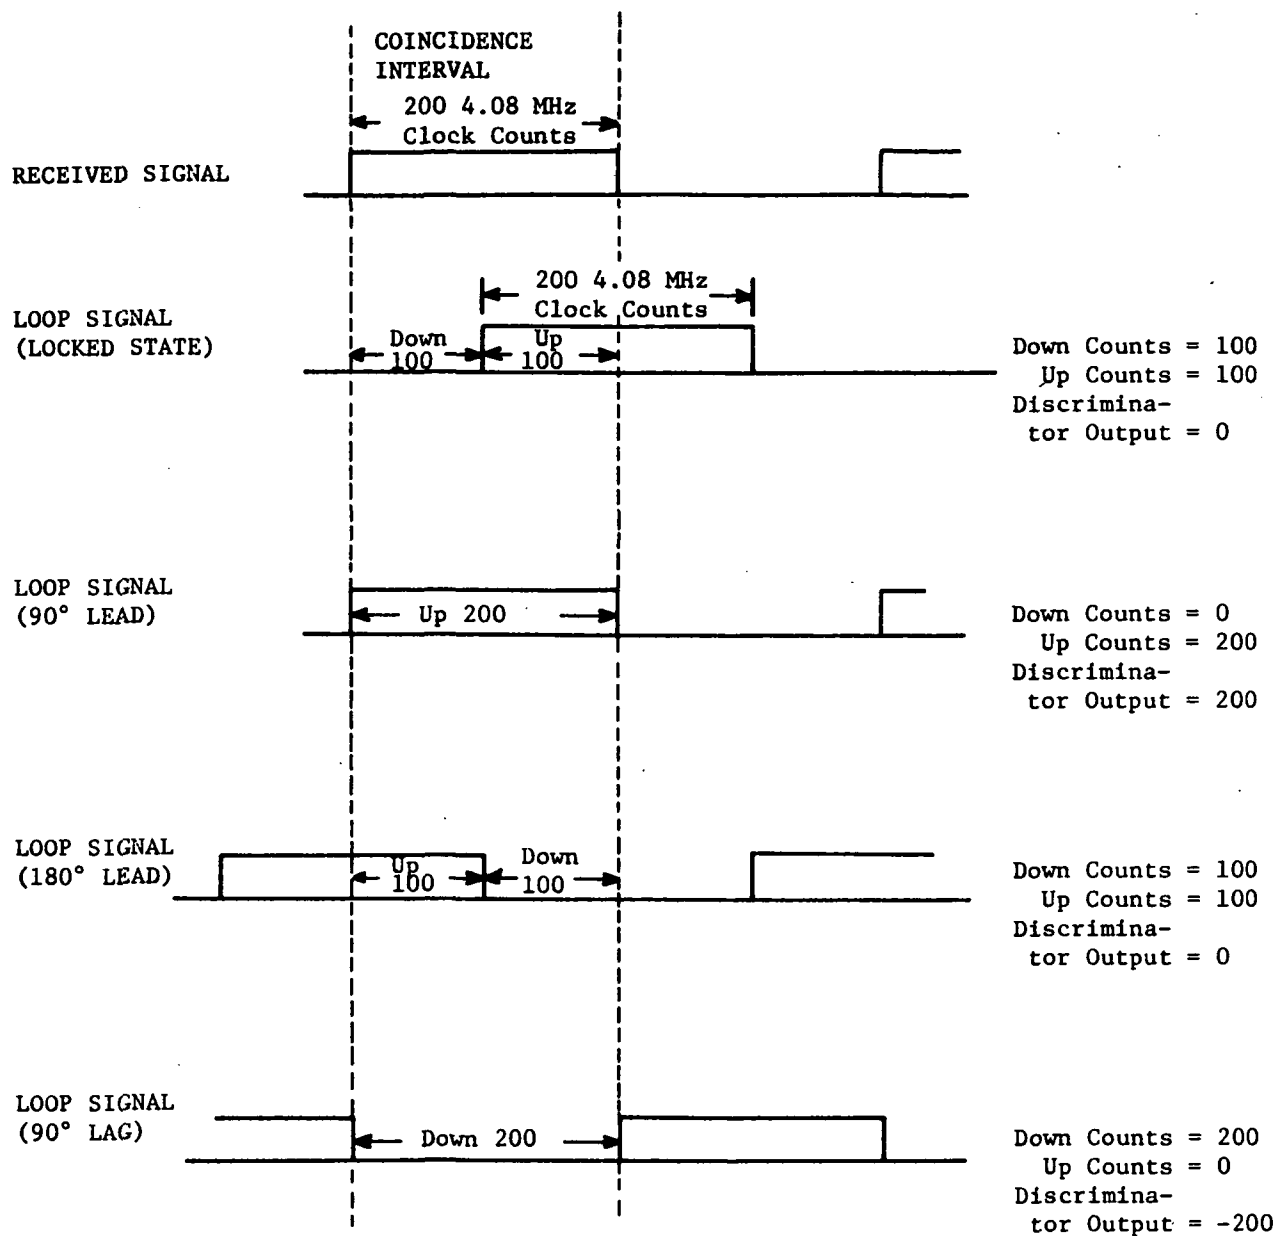 COINCIDENCE
INTERVAL
200 4.08 MHz
Clock Counts
RECEIVED SIGNAL
200 4.08 MHz
Clock Counts
LOOP SIGNAL
(LOCKED STATE)
Down
100
Up
100
Down Counts = 100
Up Counts = 100
Discrimina-
tor Output = 0
LOOP SIGNAL
(90° LEAD)
Up 200
Down Counts = 0
Up Counts = 200
Discrimina-
tor Output = 200
LOOP SIGNAL
(180° LEAD)
Up
100
Down
100
Down Counts = 100
Up Counts = 100
Discrimina-
tor Output = 0
LOOP SIGNAL
(90° LAG)
Down 200
Down Counts = 200
Up Counts = 0
Discrimina-
tor Output = -200